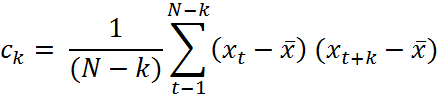 c_k = \frac{1}{(N-k)} \sum_{t-1}^{N-k} (x_t - \bar{x}) (x_{t+k} - \bar{x})